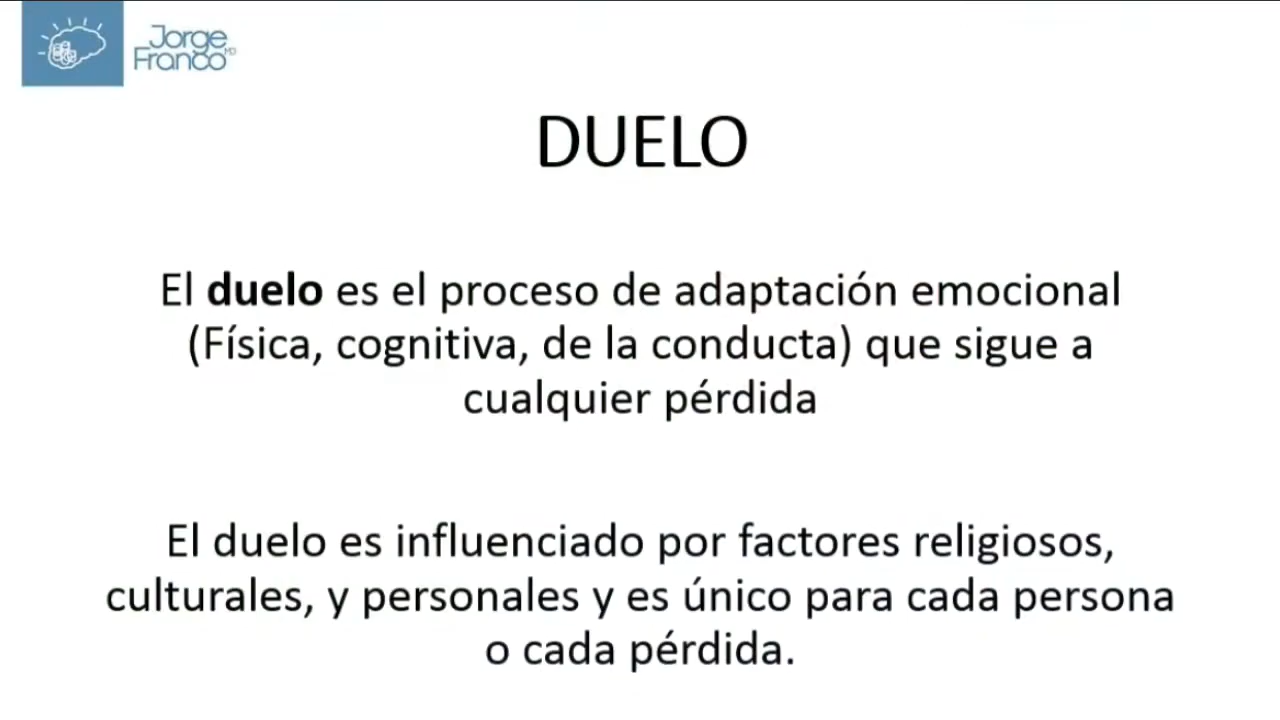 Jorge
Franco MD
DUELO
El duelo es el proceso de adaptación emocional
(Física, cognitiva, de la conducta) que sigue a
cualquier pérdida
El duelo es influenciado por factores religiosos,
culturales, y personales y es único para cada persona
o cada pérdida.